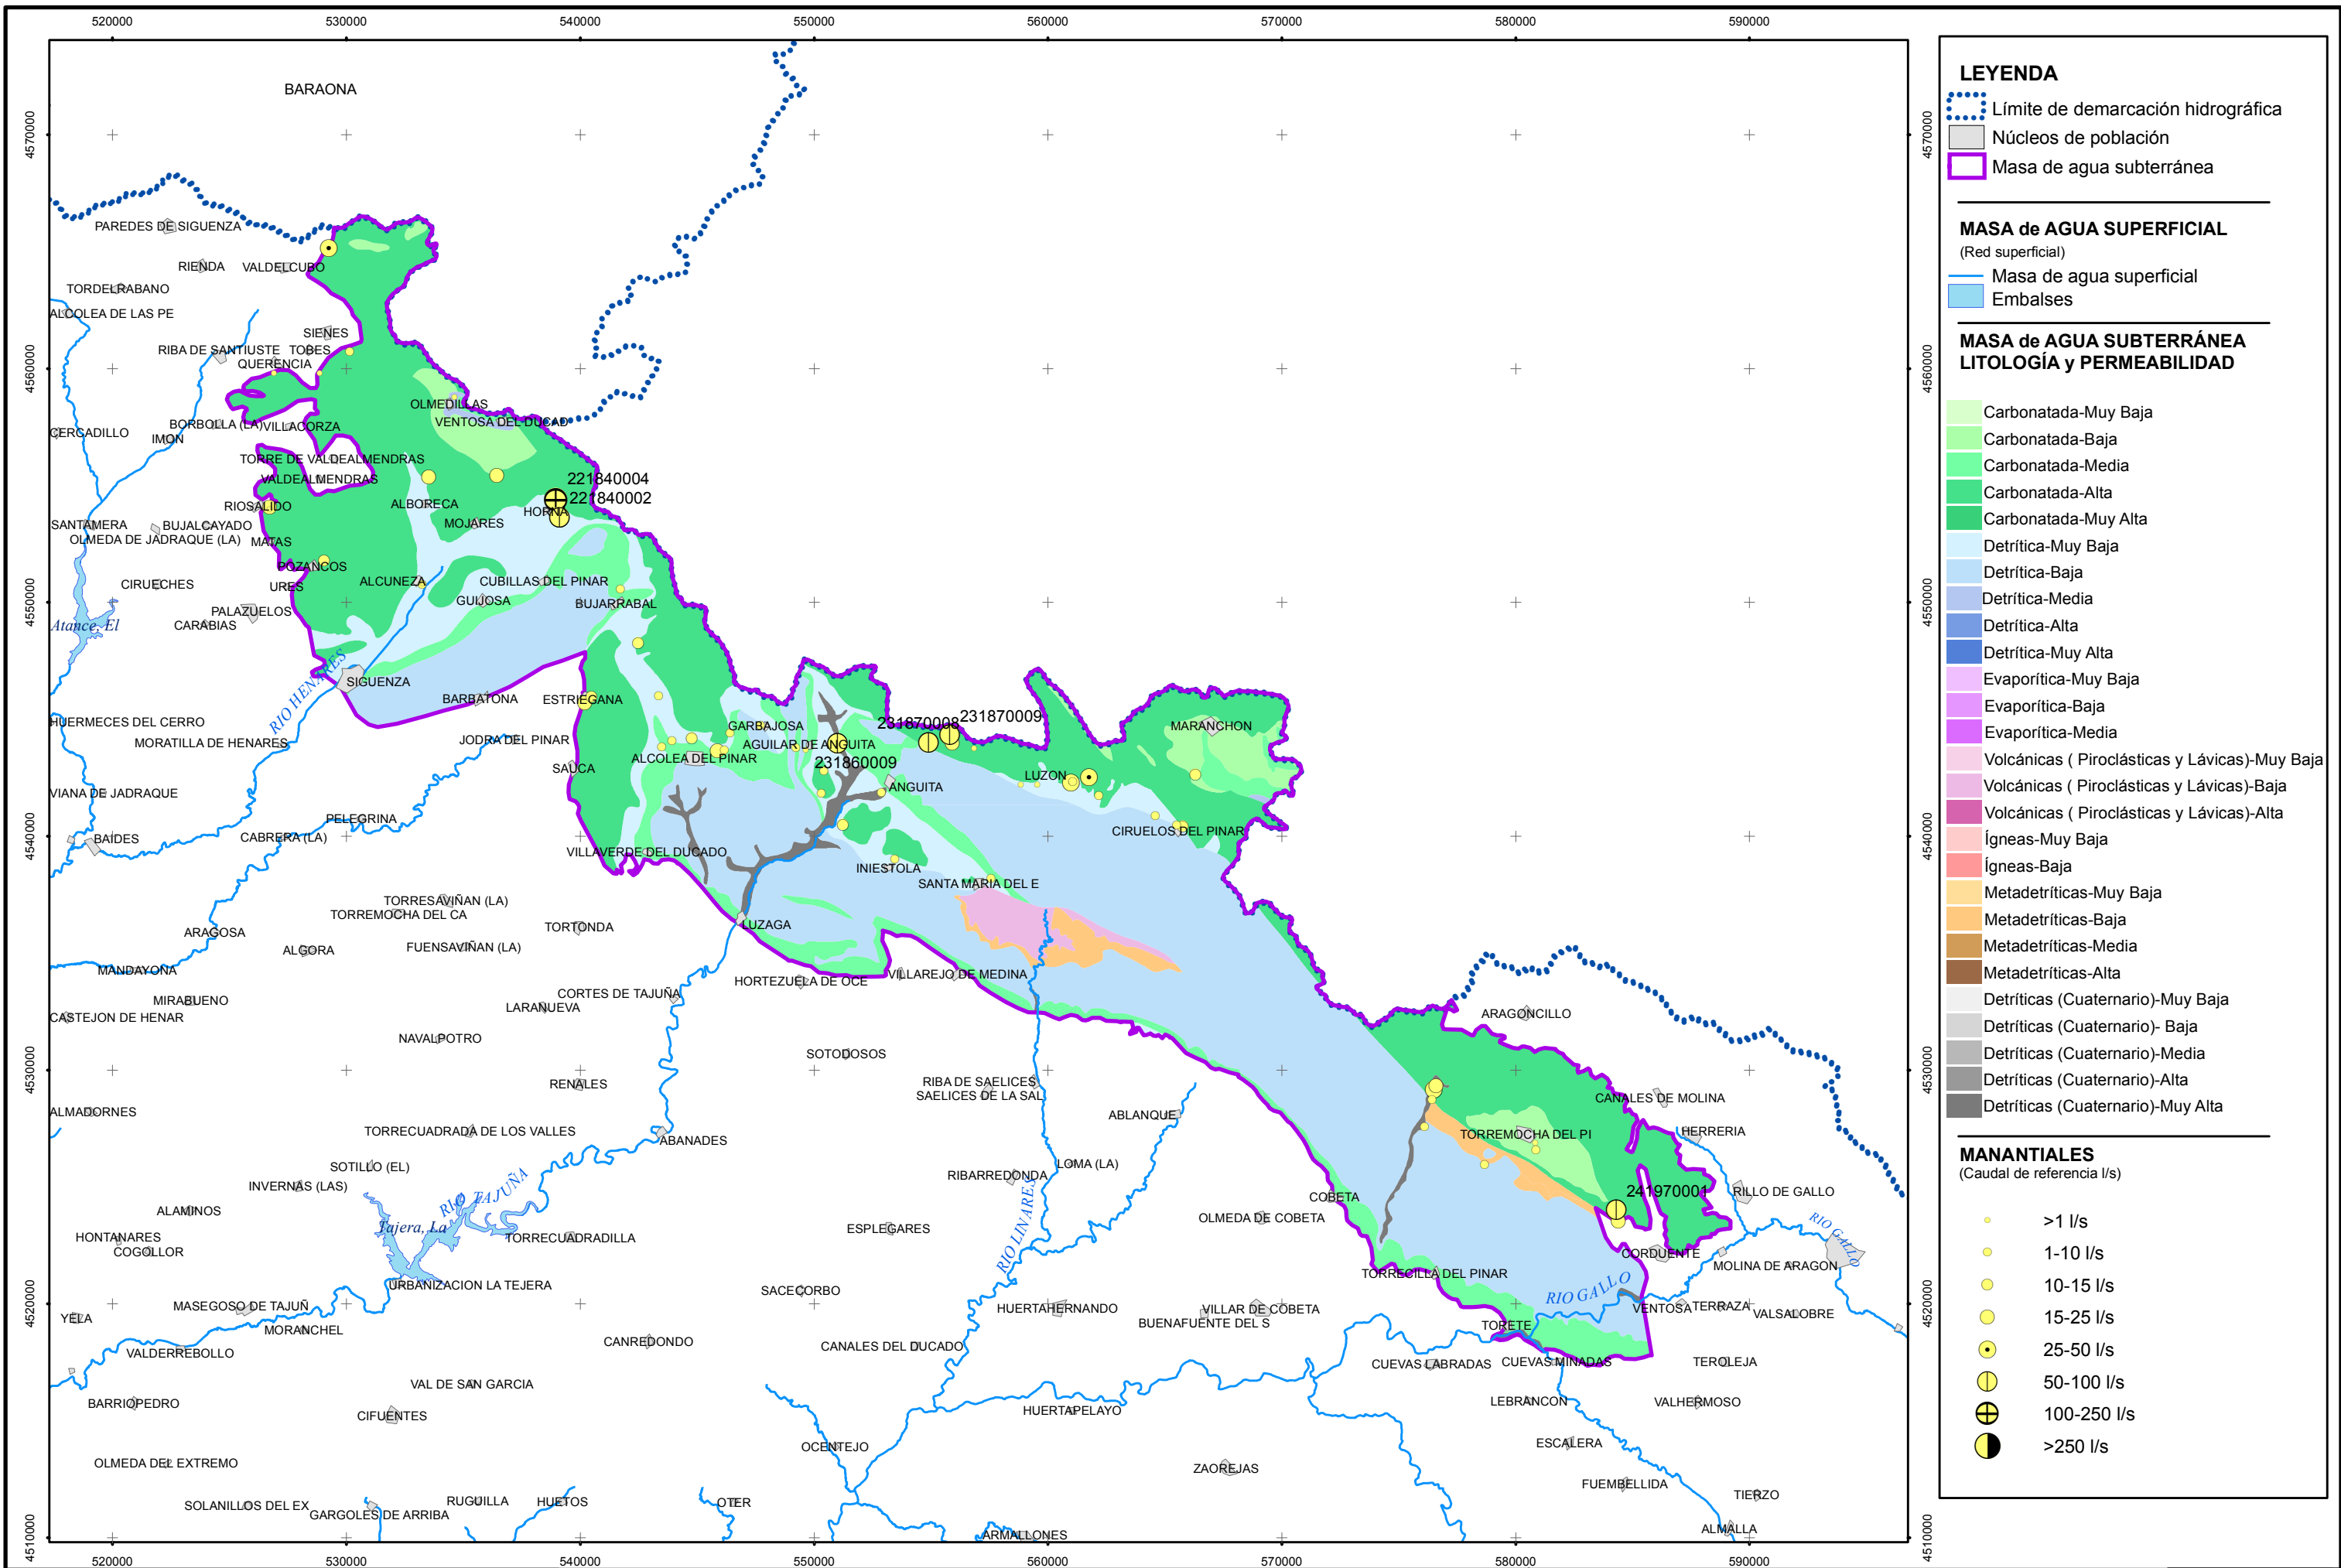 520000 530000 540000 550000 560000 570000 580000 590000
4570000 4570000
4560000 4560000
4550000 4550000
4540000 4540000
4530000 4530000
4520000 4520000
4510000 4510000
BARAONA
PAREDES DE SIGUENZA
RIENDA
VALDELCUBO
TORDELRABANO
ALCOLEA DE LAS PE
SIENES
RIBA DE SANTIUSTE
TOBES
QUERENCIA
OLMEDILLAS
VENTOSA DEL DUCAD
CERCADILLO
BORBOLLA (LA)
VILLACORZA
IMON
TORRE DE VALDEALMENDRAS
VALDEALMENDRAS
221840004
221840002
RIOSALIDO
ALBORECA
HORNA
SANTAMERA
BUJALCAYADO
MOJARES
OLMEDA DE JADRAQUE (LA)
MATAS
POZANCOS
CIRUECHES
URES
ALCUNEZA
CUBILLAS DEL PINAR
GUIJOSA
BUJARRABAL
PALAZUELOS
CARABIAS
Atance, El
RIO HENARES
SIGUENZA
BARBATONA
ESTRIEGANA
HUERMECES DEL CERRO
MORATILLA DE HENARES
JODRA DEL PINAR
GARBAJOSA
AGUILAR DE ANGUITA
231870008
231870009
MARANCHON
ALCOLEA DEL PINAR
231860009
SAUCA
LUZON
ANGUITA
VIANA DE JADRAQUE
PELEGRINA
CABRERA (LA)
BAIDES
CIRUELOS DEL PINAR
VILLAVERDE DEL DUCADO
INIESTOLA
SANTA MARIA DEL E
TORRESAVIÑAN (LA)
TORREMOCHA DEL CA
ARAGOSA
ALGORA
FUENSAVIÑAN (LA)
TORTONDA
LUZAGA
MANDAYONA
HORTEZUELA DE OCE
VILLAREJO DE MEDINA
MIRABUENO
CORTES DE TAJUÑA
LARANUEVA
CASTEJON DE HENAR
NAVALPOTRO
SOTODOSOS
ARAGONCILLO
RENALES
RIBA DE SAELICES
SAELICES DE LA SAL
ALMADORNES
ABLANQUE
CANALES DE MOLINA
TORRECUADRADA DE LOS VALLES
ABANADES
TORREMOCHA DEL PI
HERRERIA
SOTILLO (EL)
LOMA (LA)
RIBARREDONDA
INVERNAS (LAS)
RIO TAJUÑA
RIO LINARES
COBETA
241970001
RILLO DE GALLO
ALAMINOS
Tajera, La
ESPLEGARES
OLMEDA DE COBETA
RIO GALLO
HONTANARES
COGOLLOR
TORRECUADRADILLA
CORDUENTE
MOLINA DE ARAGON
TORRECILLA DEL PINAR
URBANIZACION LA TEJERA
SACECORBO
RIO GALLO
MASEGOSO DE TAJUÑ
YELA
HUERTAHERNANDO
VILLAR DE COBETA
BUENAFUENTE DEL S
VENTOSA
TERRAZA
VALSALOBRE
MORANCHEL
CANREDONDO
CANALES DEL DUCADO
TORETE
VALDERREBOLLO
CUEVAS LABRADAS
CUEVAS MINADAS
TEROLEJA
VAL DE SAN GARCIA
BARRIOPEDRO
CIFUENTES
HUERTAPELAYO
LEBRANCON
VALHERMOSO
OCENTEJO
ESCALERA
OLMEDA DEL EXTREMO
ZAOREJAS
FUEMBELLIDA
TIERZO
SOLANILLOS DEL EX
RUGUILLA
HUETOS
OTER
GARGOLES DE ARRIBA
ARMALLONES
ALMALLA
520000 530000 540000 550000 560000 570000 580000 590000
LEYENDA
Límite de demarcación hidrográfica
Núcleos de población
Masa de agua subterránea
MASA de AGUA SUPERFICIAL
(Red superficial)
Masa de agua superficial
Embalses
MASA de AGUA SUBTERRÁNEA
LITOLOGÍA y PERMEABILIDAD
Carbonatada-Muy Baja
Carbonatada-Baja
Carbonatada-Media
Carbonatada-Alta
Carbonatada-Muy Alta
Detrítica-Muy Baja
Detrítica-Baja
Detrítica-Media
Detrítica-Alta
Detrítica-Muy Alta
Evaporítica-Muy Baja
Evaporítica-Baja
Evaporítica-Media
Volcánicas ( Piroclásticas y Lávicas)-Muy Baja
Volcánicas ( Piroclásticas y Lávicas)-Baja
Volcánicas ( Piroclásticas y Lávicas)-Alta
Ígneas-Muy Baja
Ígneas-Baja
Metadetríticas-Muy Baja
Metadetríticas-Baja
Metadetríticas-Media
Metadetríticas-Alta
Detríticas (Cuaternario)-Muy Baja
Detríticas (Cuaternario)- Baja
Detríticas (Cuaternario)-Media
Detríticas (Cuaternario)-Alta
Detríticas (Cuaternario)-Muy Alta
MANANTIALES
(Caudal de referencia l/s)
>1 l/s
1-10 l/s
10-15 l/s
15-25 l/s
25-50 l/s
50-100 l/s
100-250 l/s
>250 l/s